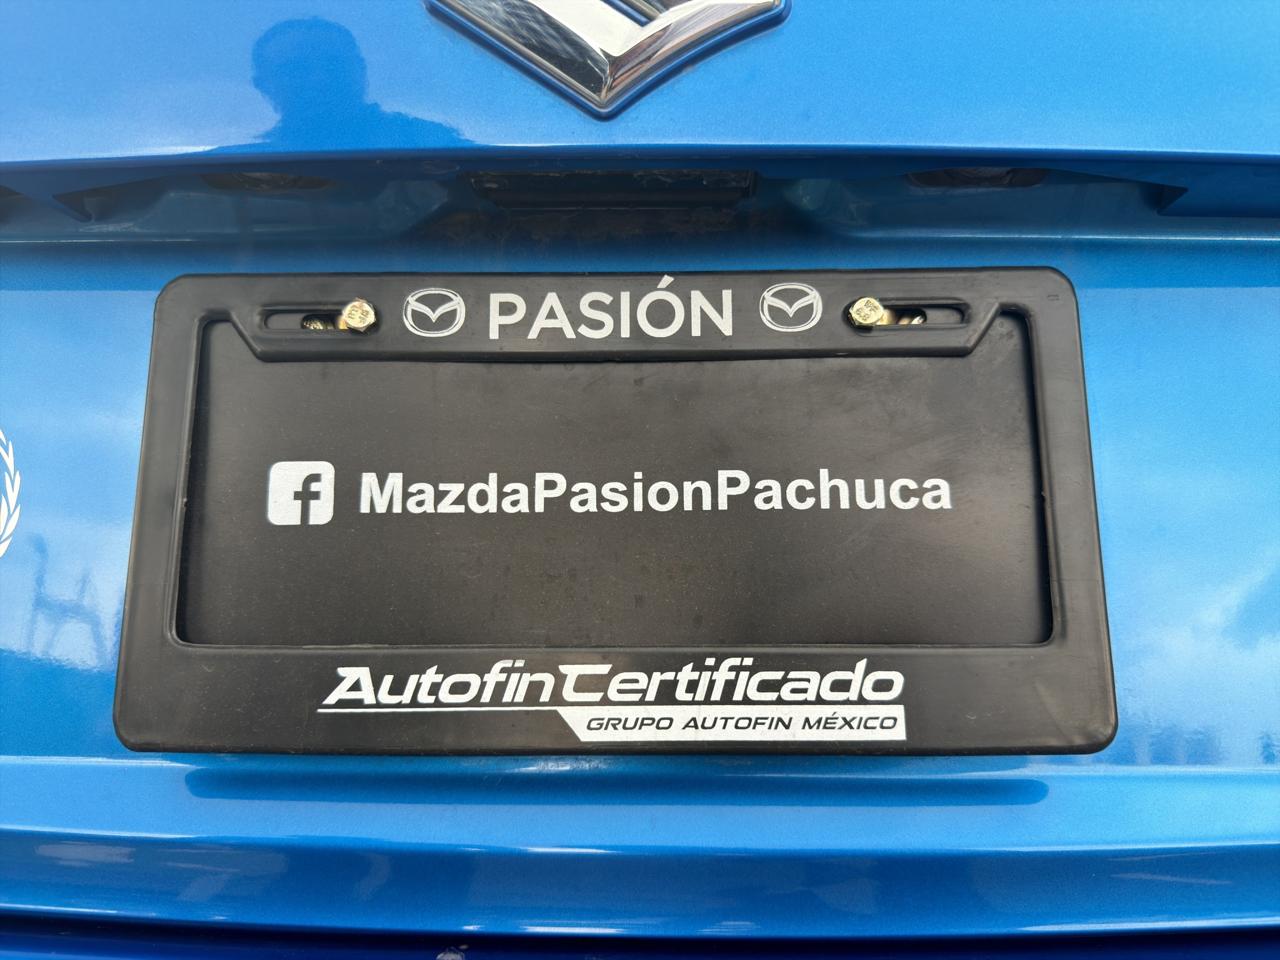 PASIÓN
MazdaPasionPachuca
AutofinCertificado
GRUPO AUTOFIN MÉXICO